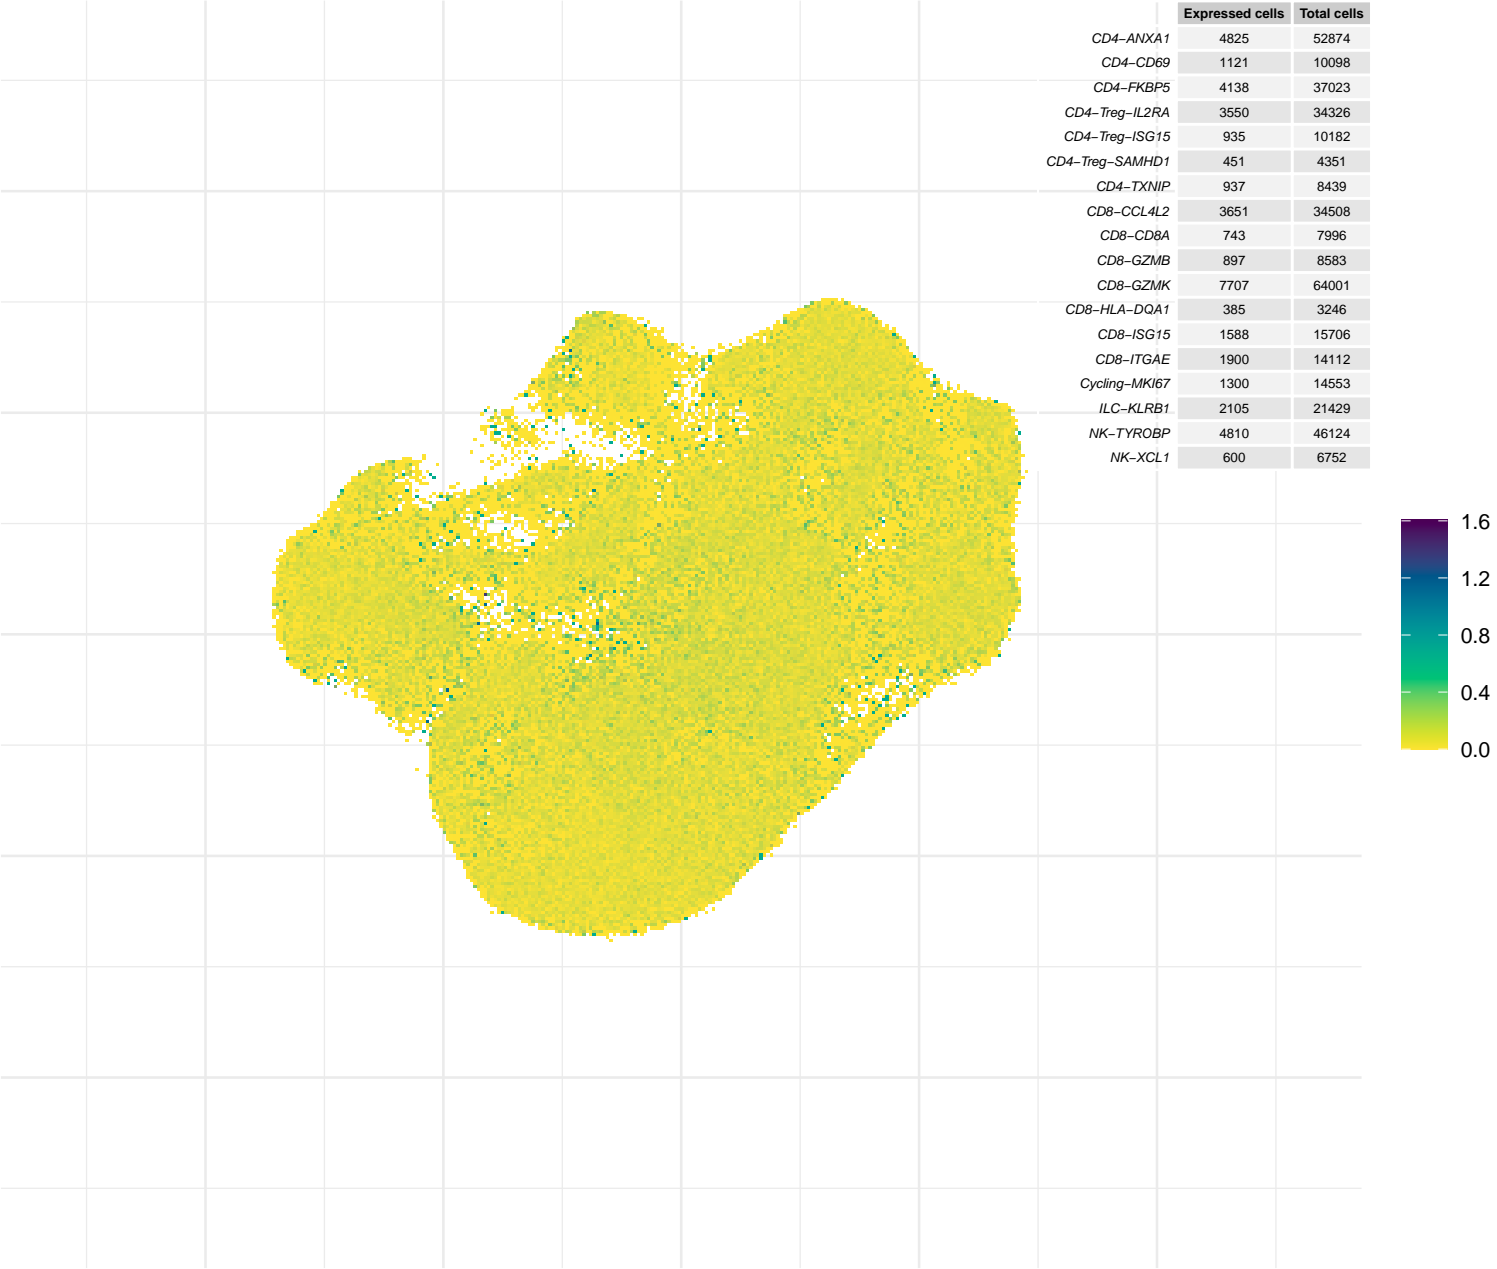 Expressed cells Total cells
CD4−ANXA1 4825 52874
CD4−CD69 1121 10098
CD4−FKBP5 4138 37023
CD4−Treg−IL2RA 3550 34326
CD4−Treg−ISG15 935 10182
CD4−Treg−SAMHD1 451 4351
CD4−TXNIP 937 8439
CD8−CCL4L2 3651 34508
CD8−CD8A 743 7996
CD8−GZMB 897 8583
CD8−GZMK 7707 64001
CD8−HLA−DQA1 385 3246
CD8−ISG15 1588 15706
CD8−ITGAE 1900 14112
Cycling−MKI67 1300 14553
ILC−KLRB1 2105 21429
NK−TYROBP 4810 46124
NK−XCL1 600 6752
1.6
1.2
0.8
0.4
0.0